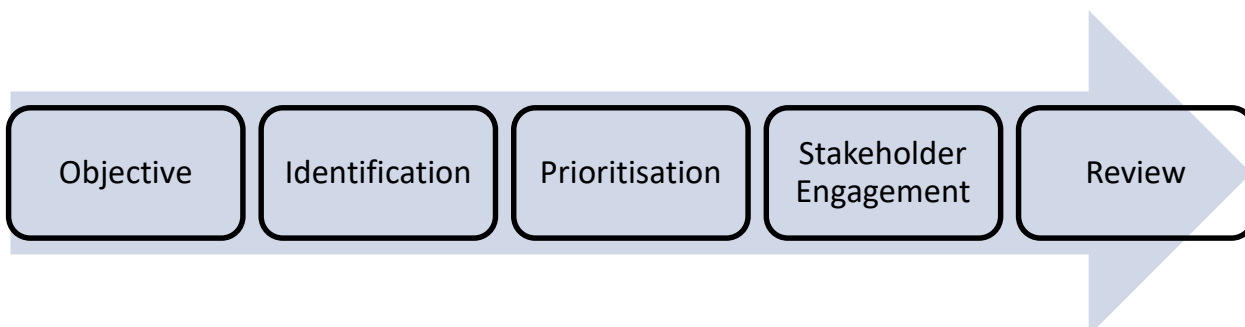 Objective
Identification
Prioritisation
Stakeholder
Engagement
Review